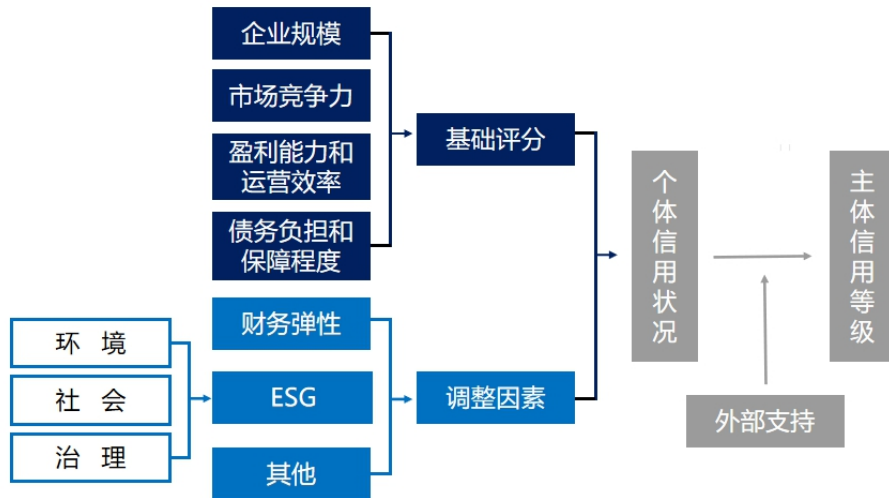 企业规模
市场竞争力
盈利能力和
运营效率
债务负担和
保障程度
基础评分
环 境
社 会
治 理
财务弹性
ESG
其他
调整因素
个体信用状况
外部支持
主体信用等级